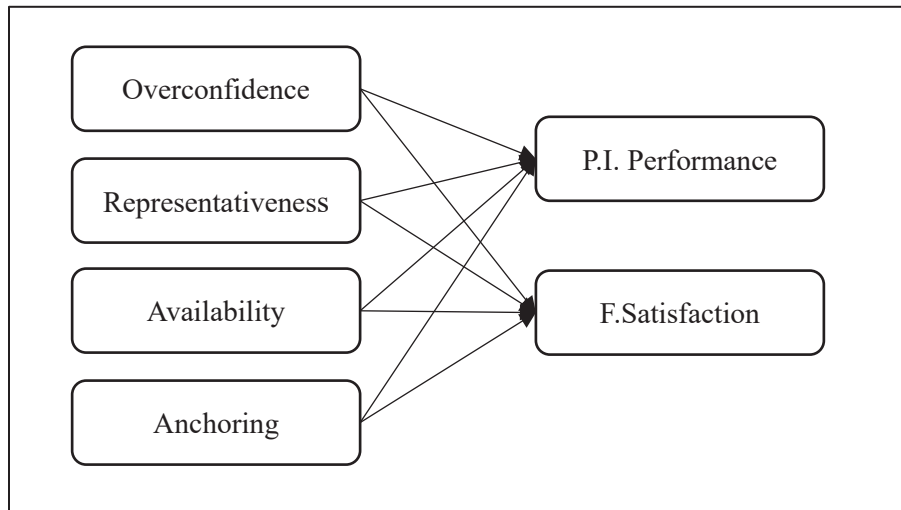 Overconfidence
Representativeness
Availability
Anchoring
P.I. Performance
F.Satisfaction